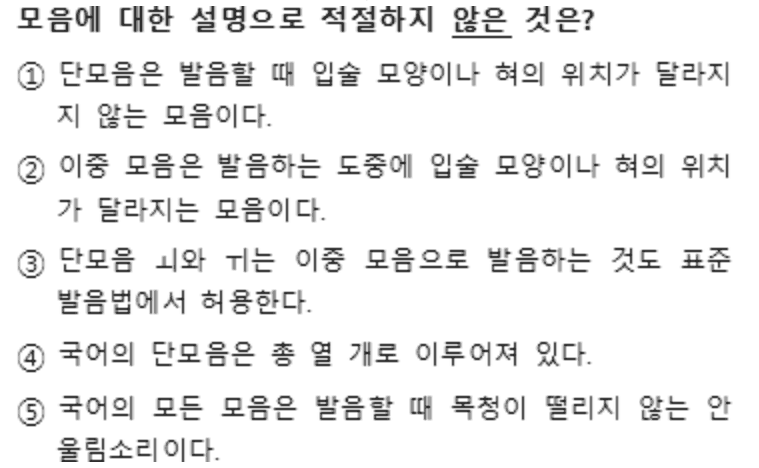 모음에 대한 설명으로 적절하지 않은 것은?
① 단모음은 발음할 때 입술 모양이나 혀의 위치가 달라지
지 않는 모음이다.
② 이중 모음은 발음하는 도중에 입술 모양이나 혀의 위치
가 달라지는 모음이다.
③ 단모음 ㅚ와 ㅟ는 이중 모음으로 발음하는 것도 표준
발음법에서 허용한다.
④ 국어의 단모음은 총 열 개로 이루어져 있다.
⑤ 국어의 모든 모음은 발음할 때 목청이 떨리지 않는 안
울림소리이다.